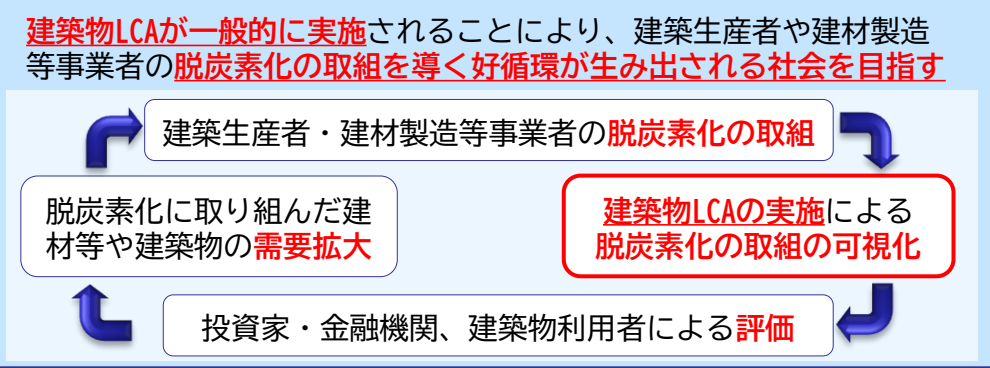 建築物LCAが一般的に実施されることにより、建築生産者や建材製造
等事業者の脱炭素化の取組を導く好循環が生み出される社会を目指す
建築生産者・建材製造等事業者の脱炭素化の取組
脱炭素化に取り組んだ建
材等や建築物の需要拡大
建築物LCAの実施による
脱炭素化の取組の可視化
投資家・金融機関、建築物利用者による評価